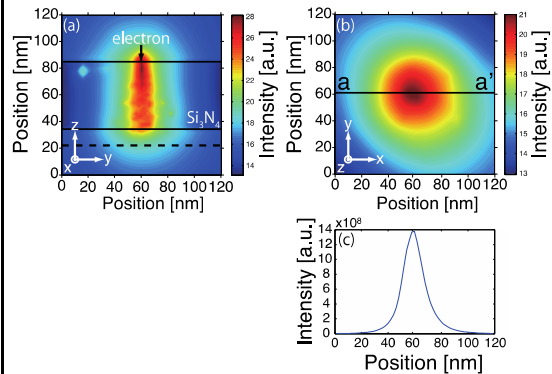 (a)
electron
Si3N4
z
x
y
Position [nm]
120
100
80
60
40
20
0
0 20 40 60 80 100 120
Position [nm]
28
26
24
22
20
18
16
14
Intensity [a.u.]
(b)
a
a'
y
z
x
Position [nm]
120
100
80
60
40
20
0
0 20 40 60 80 100 120
Position [nm]
21
20
19
18
17
16
15
14
13
Intensity [a.u.]
×10^8
(c)
Intensity [a.u.]
14
12
10
8
6
4
2
0
0 20 40 60 80 100 120
Position [nm]